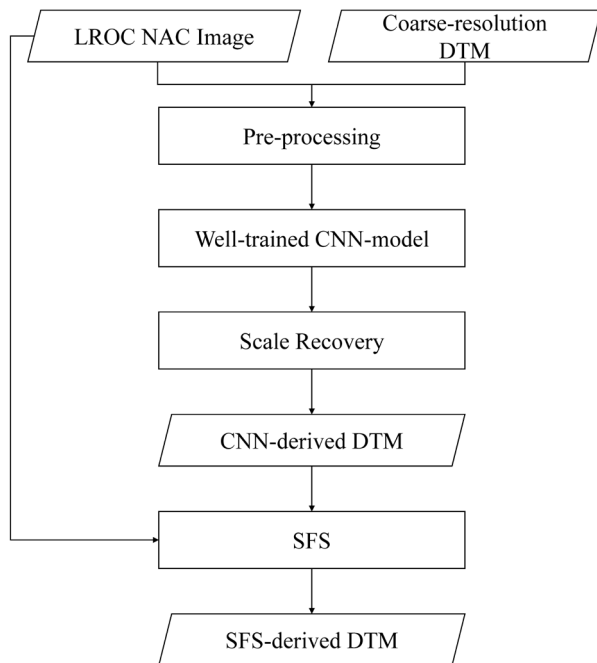 LROC NAC Image
Coarse-resolution
DTM
Pre-processing
Well-trained CNN-model
Scale Recovery
CNN-derived DTM
SFS
SFS-derived DTM